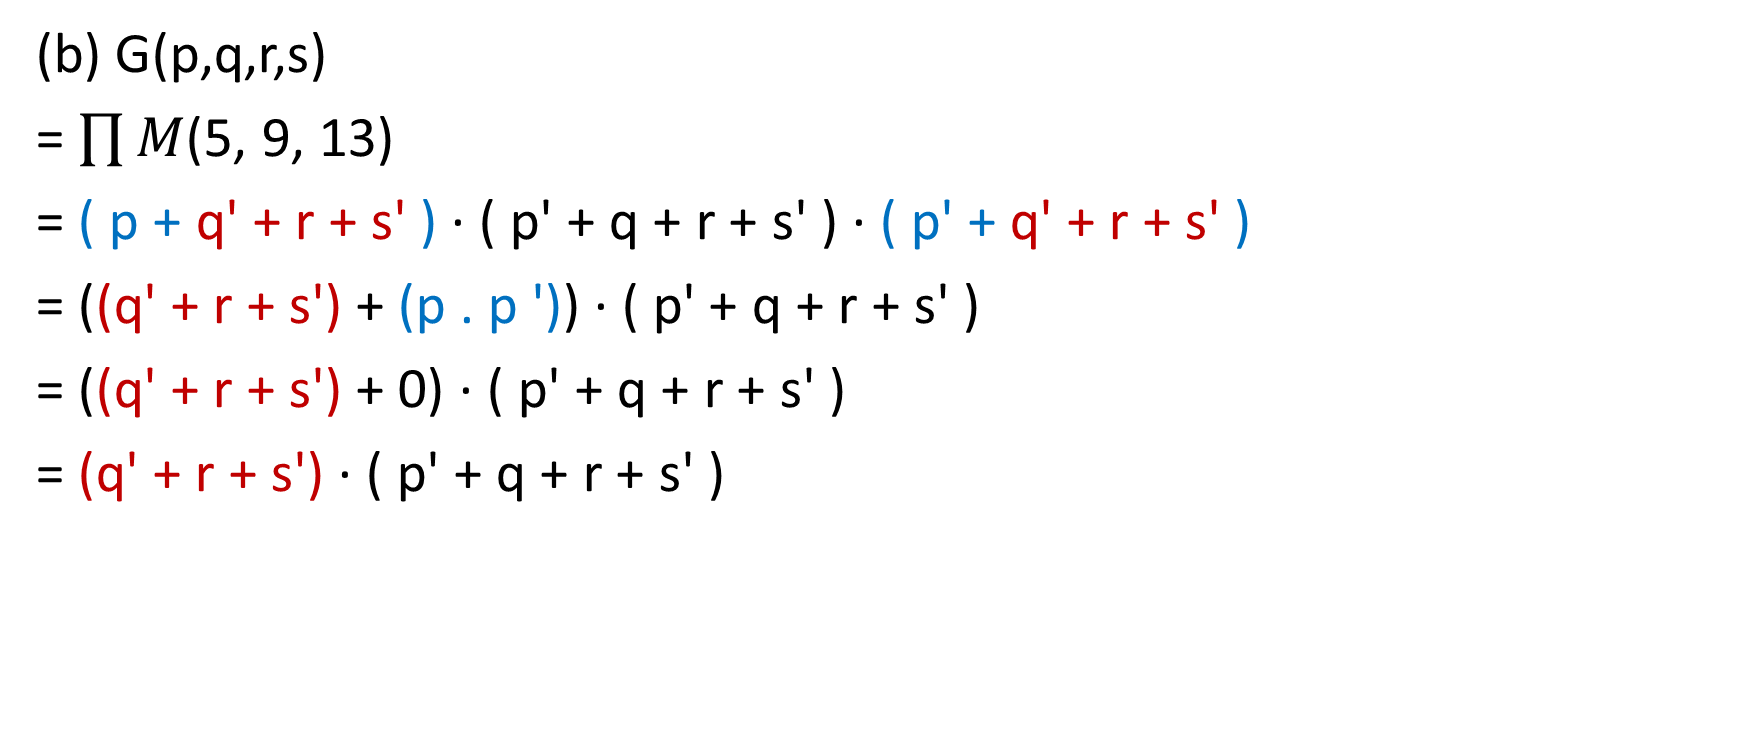 (b) G(p,q,r,s)
= ∏ M(5, 9, 13)
= ( p + q' + r + s' ) · ( p' + q + r + s' ) · ( p' + q' + r + s' )
= ((q' + r + s') + (p . p ')) · ( p' + q + r + s' )
= ((q' + r + s') + 0) · ( p' + q + r + s' )
= (q' + r + s') · ( p' + q + r + s' )